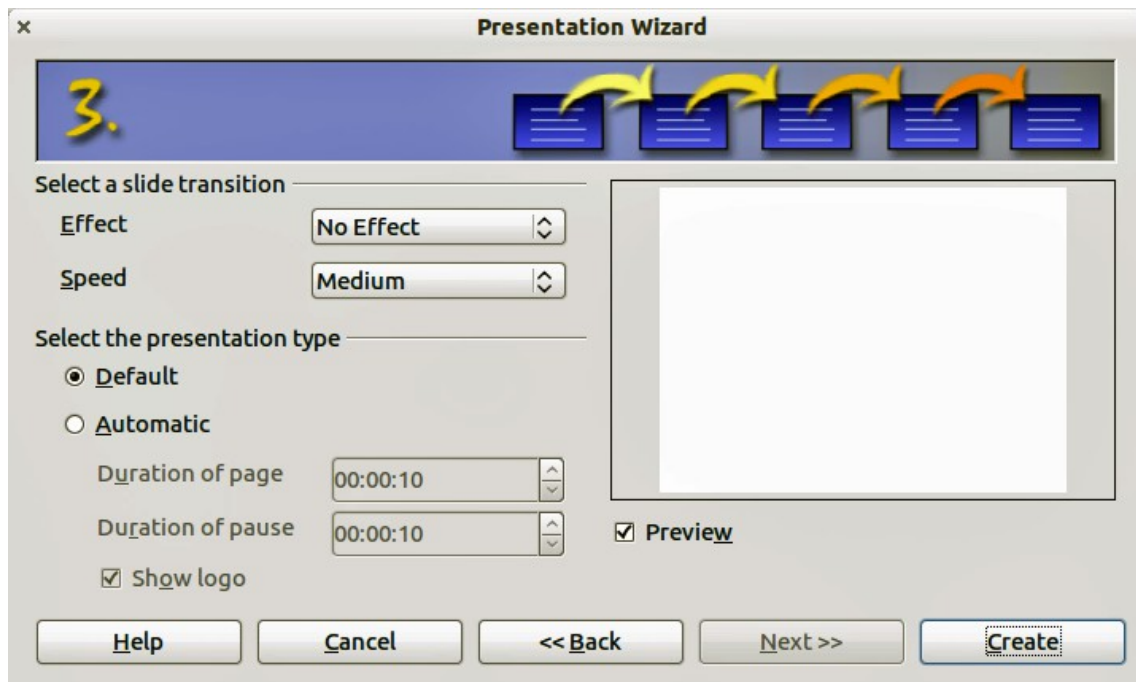 Presentation Wizard
3.
Select a slide transition
Effect No Effect
Speed Medium
Select the presentation type
Default
Automatic
Duration of page 00:00:10
Duration of pause 00:00:10
Show logo
Preview
Help Cancel << Back Next >> Create